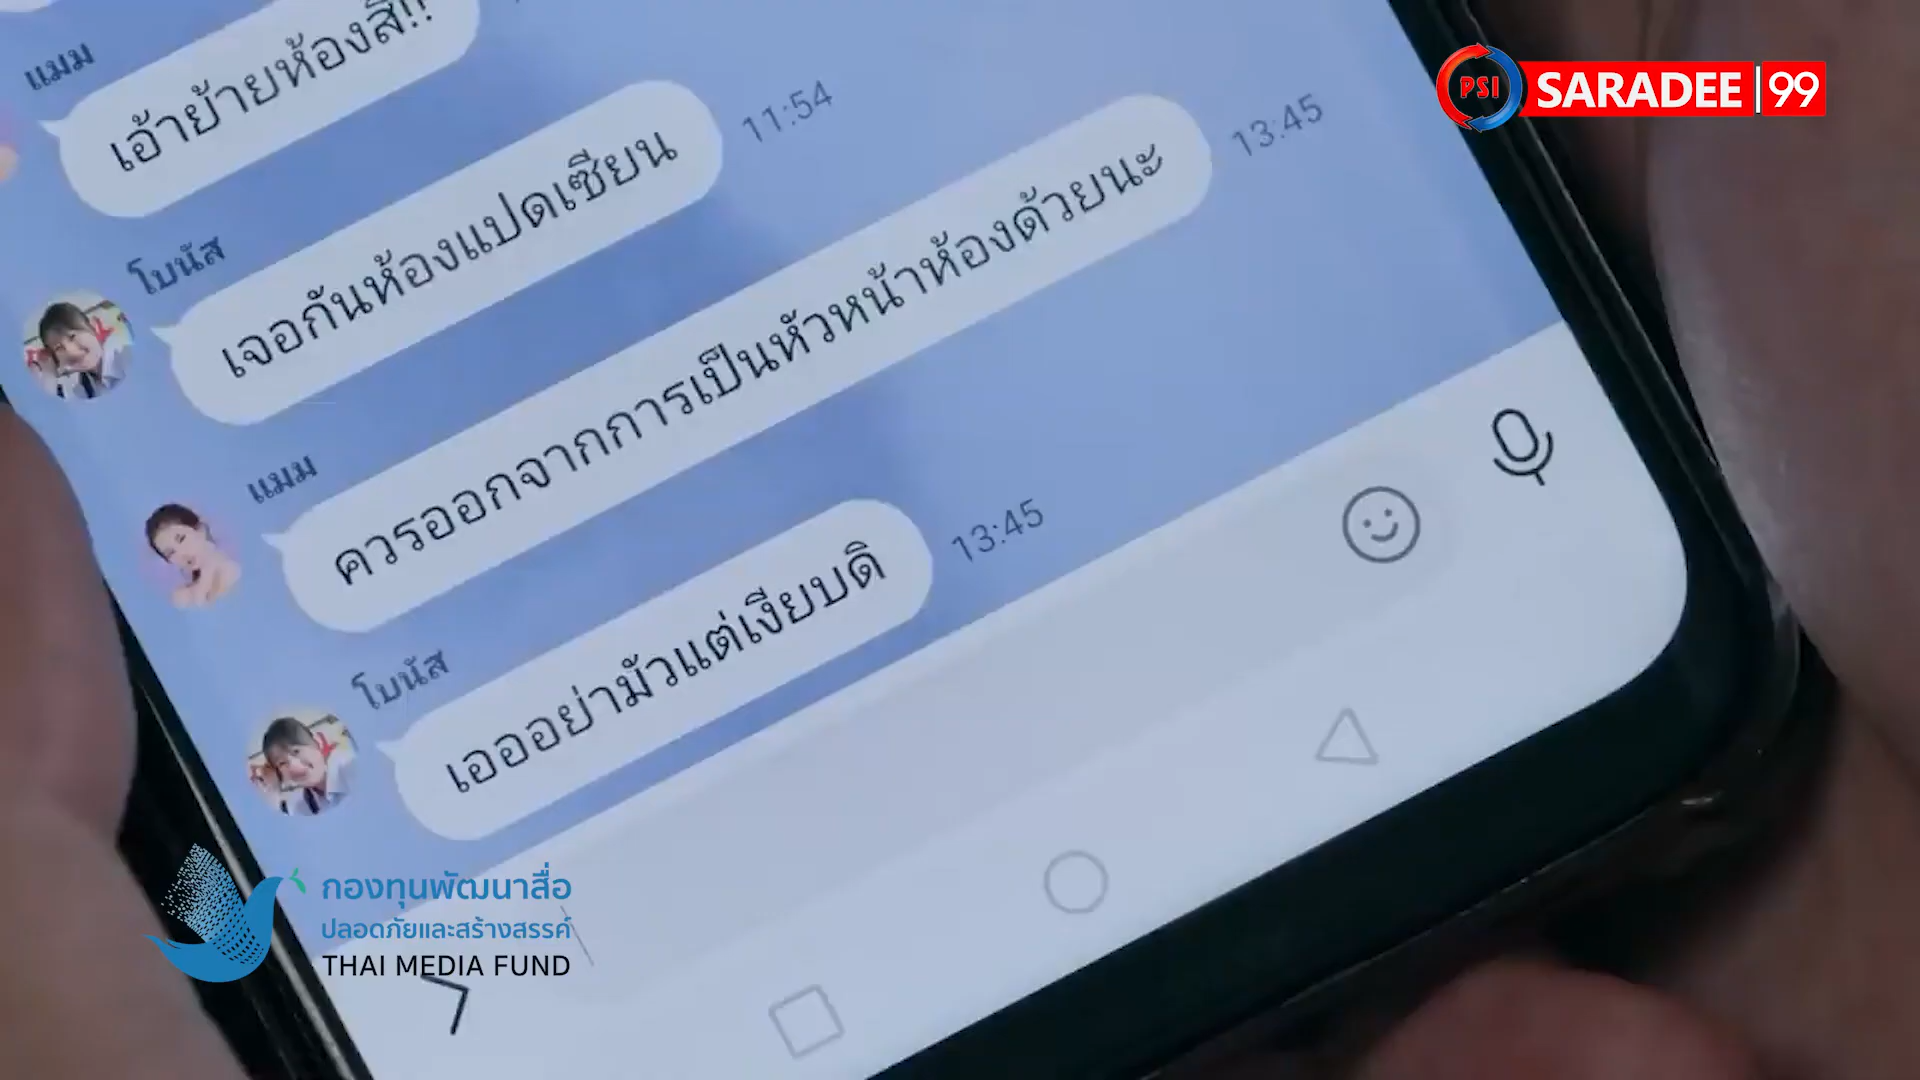 แมม
เอ้าย้ายห้องสิ!!
โบนัส
เจอกันห้องแปดเซียน
11:54
แมม
ควรออกจากการเป็นหัวหน้าห้องด้วยนะ
13:45
โบนัส
เอออย่ามัวแต่เงียบดิ
13:45
PSI SARADEE 99
กองทุนพัฒนาสื่อ
ปลอดภัยและสร้างสรรค์
THAI MEDIA FUND